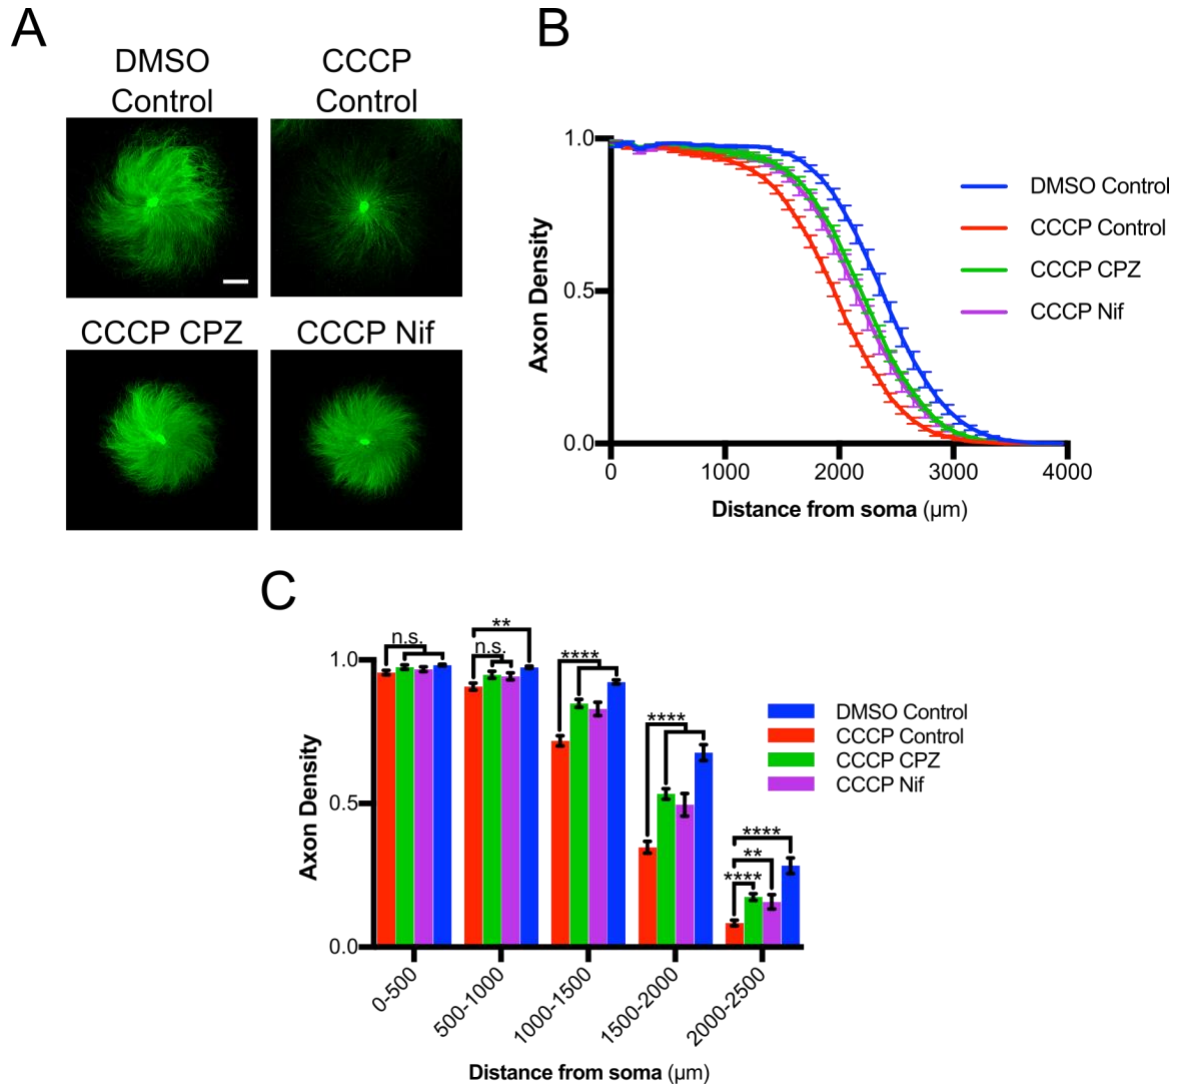 A
DMSO
Control
CCCP
Control
CCCP CPZ
CCCP Nif
B
1.0
0.5
0.0
Axon Density
0
1000
2000
3000
4000
Distance from soma (µm)
DMSO Control
CCCP Control
CCCP CPZ
CCCP Nif
C
1.0
0.5
0.0
Axon Density
n.s.
**
n.s.
****
****
****
**
****
0-500
500-1000
1000-1500
1500-2000
2000-2500
Distance from soma (µm)
DMSO Control
CCCP Control
CCCP CPZ
CCCP Nif